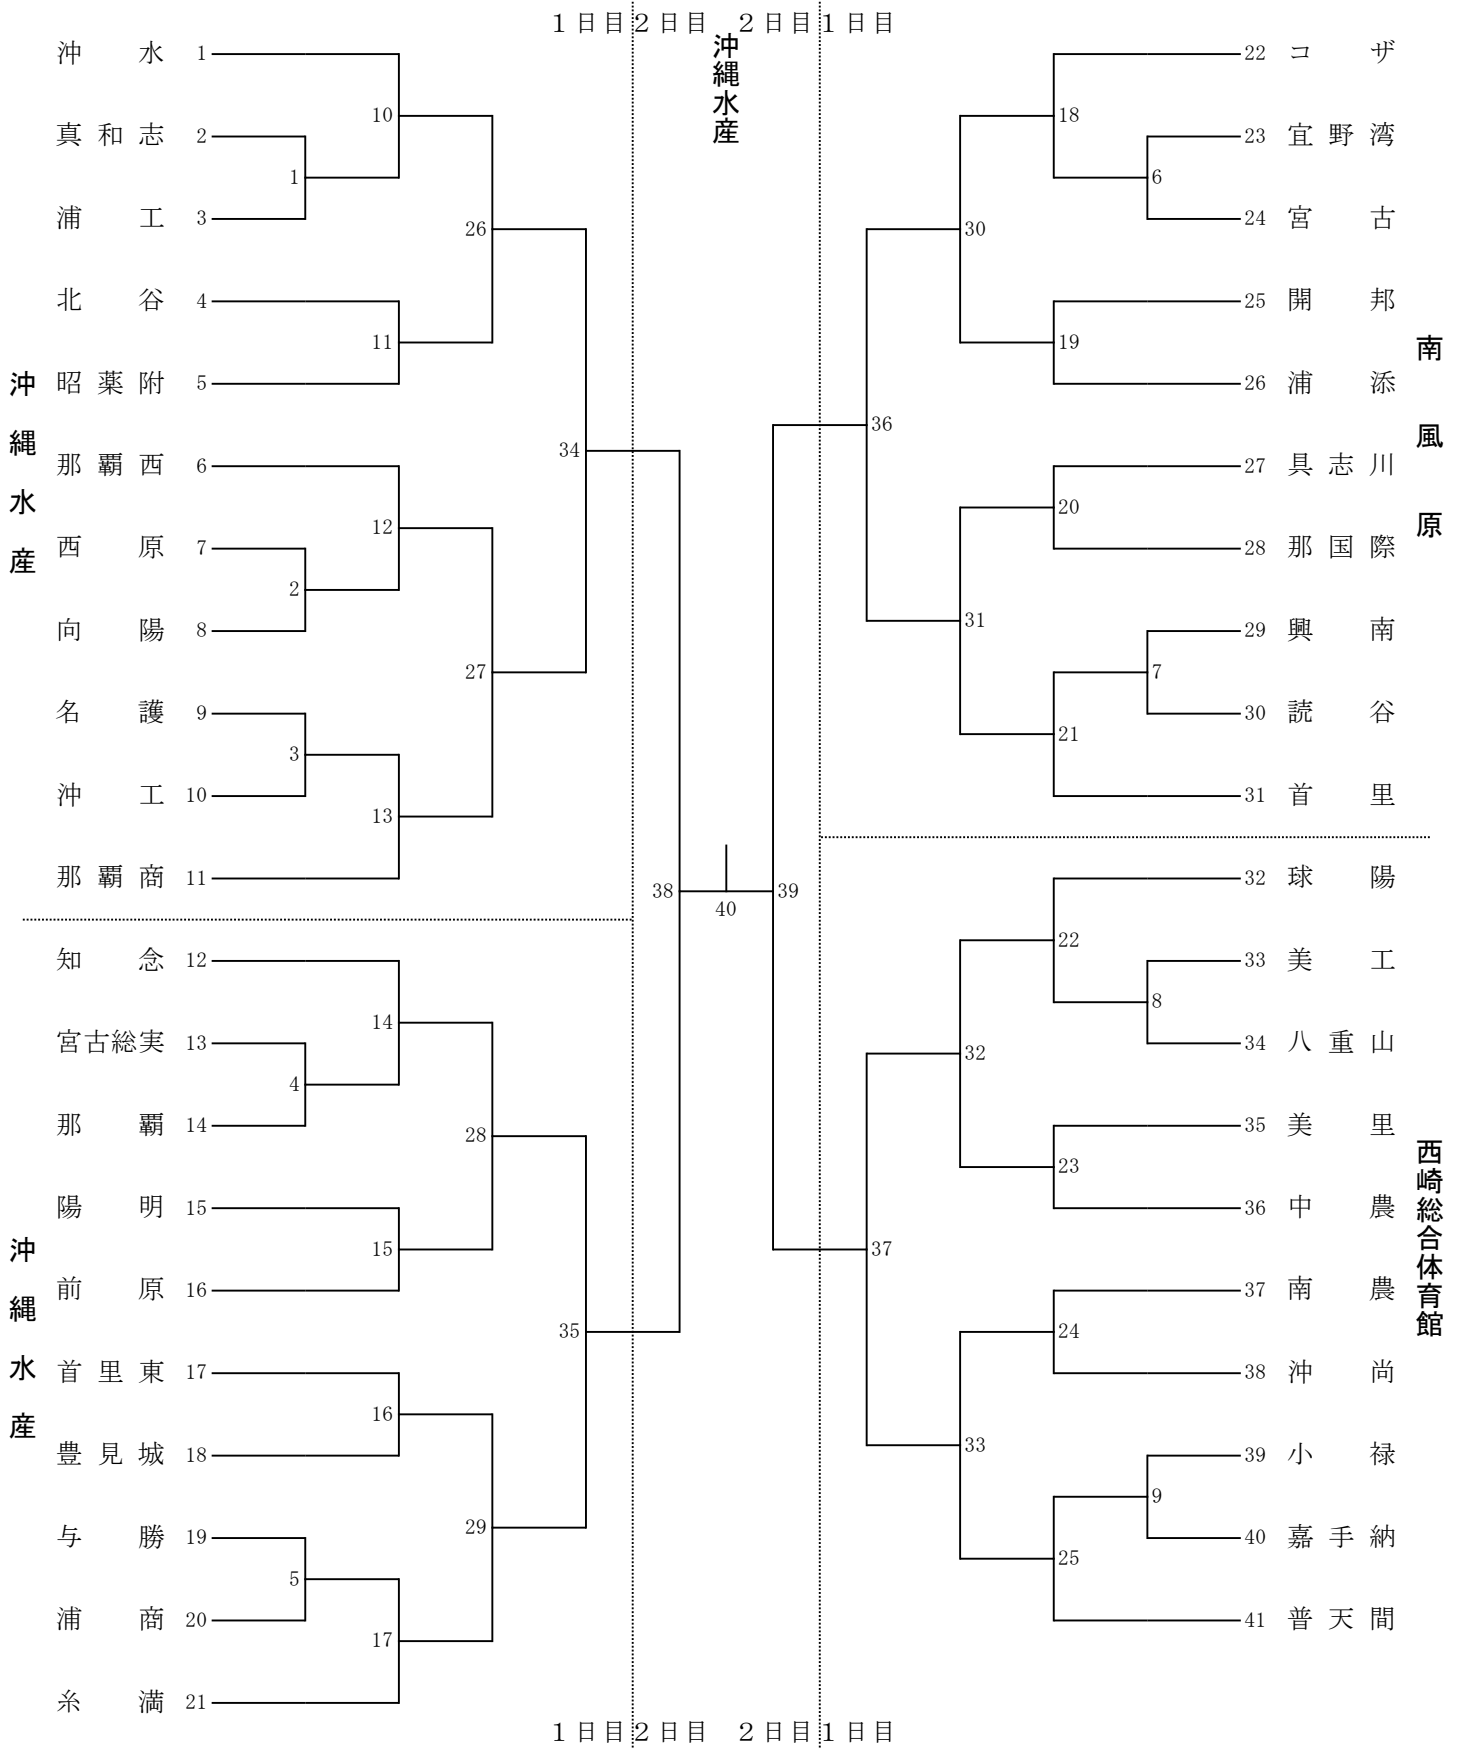 1日目 2日目 2日目 1日目
沖縄水産
沖水 1
真和志 2
浦工 3
北谷 4
昭薬附 5
那覇西 6
西原 7
向陽 8
名護 9
沖工 10
那覇商 11
沖縄水産
1
2
3
10
11
12
13
26
27
34
知念 12
宮古総実 13
那覇 14
陽明 15
前原 16
首里東 17
豊見城 18
与勝 19
浦商 20
糸満 21
沖縄水産
4
5
14
15
16
17
28
29
35
38
40
39
22 コザ
23 宜野湾
24 宮古
25 開邦
26 浦添
27 具志川
28 那国際
29 興南
30 読谷
31 首里
南風原
6
7
18
19
20
21
30
31
36
32 球陽
33 美工
34 八重山
35 美里
36 中農
37 南農
38 沖尚
39 小禄
40 嘉手納
41 普天間
西崎総合体育館
8
9
22
23
24
25
32
33
37
1日目 2日目 2日目 1日目